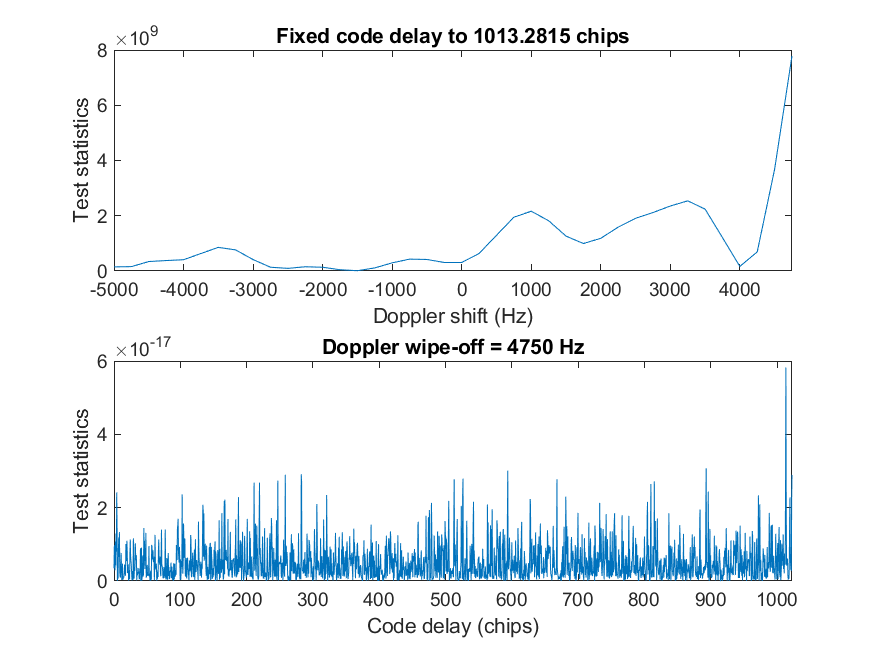 ×10^9
Fixed code delay to 1013.2815 chips
8
6
4
2
0
Test statistics
-5000 -4000 -3000 -2000 -1000 0 1000 2000 3000 4000
Doppler shift (Hz)
×10^-17
Doppler wipe-off = 4750 Hz
6
4
2
0
Test statistics
0 100 200 300 400 500 600 700 800 900 1000
Code delay (chips)